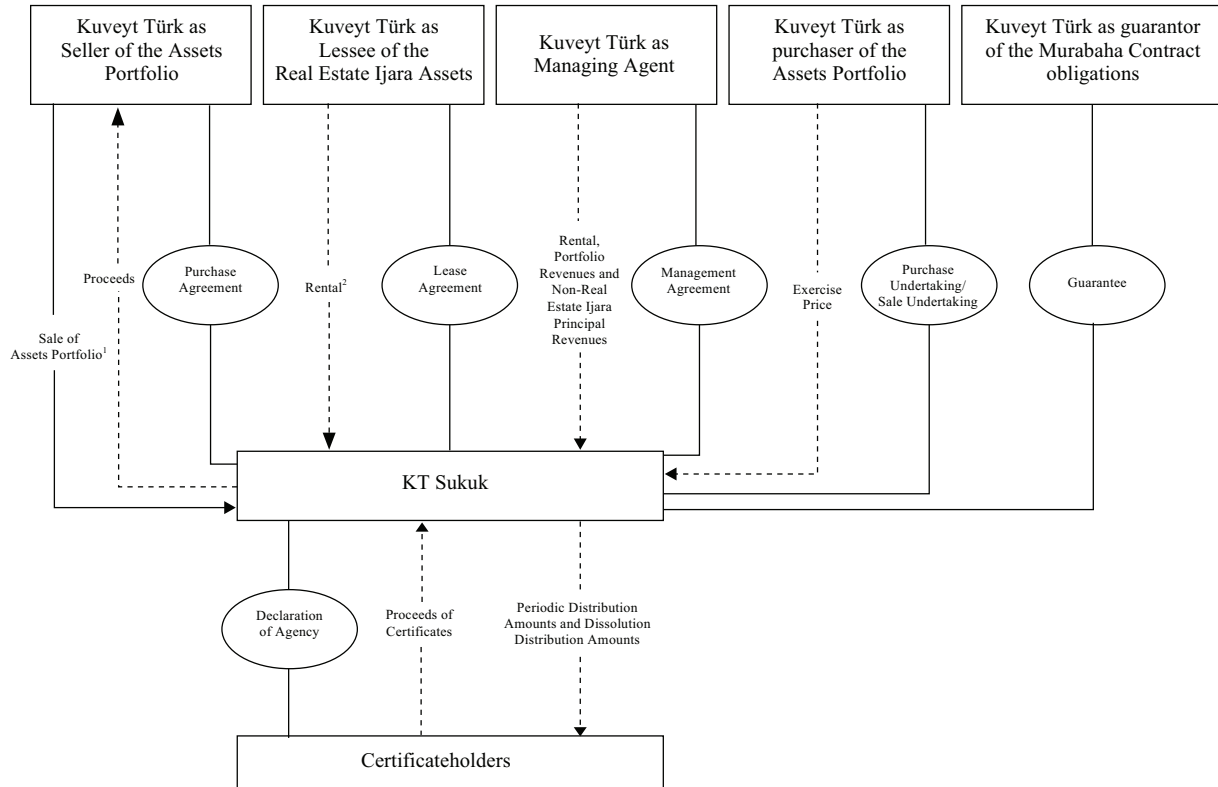 Kuveyt Türk as
Seller of the Assets
Portfolio
Kuveyt Türk as
Lessee of the
Real Estate Ijara Assets
Kuveyt Türk as
Managing Agent
Kuveyt Türk as
purchaser of the
Assets Portfolio
Kuveyt Türk as guarantor
of the Murabaha Contract
obligations
Sale of
Assets Portfolio¹
Proceeds
Purchase
Agreement
Rental²
Lease
Agreement
Rental,
Portfolio
Revenues and
Non-Real
Estate Ijara
Principal
Revenues
Management
Agreement
Exercise
Price
Purchase
Undertaking/
Sale Undertaking
Guarantee
KT Sukuk
Declaration
of Agency
Proceeds of
Certificates
Periodic Distribution
Amounts and Dissolution
Distribution Amounts
Certificateholders